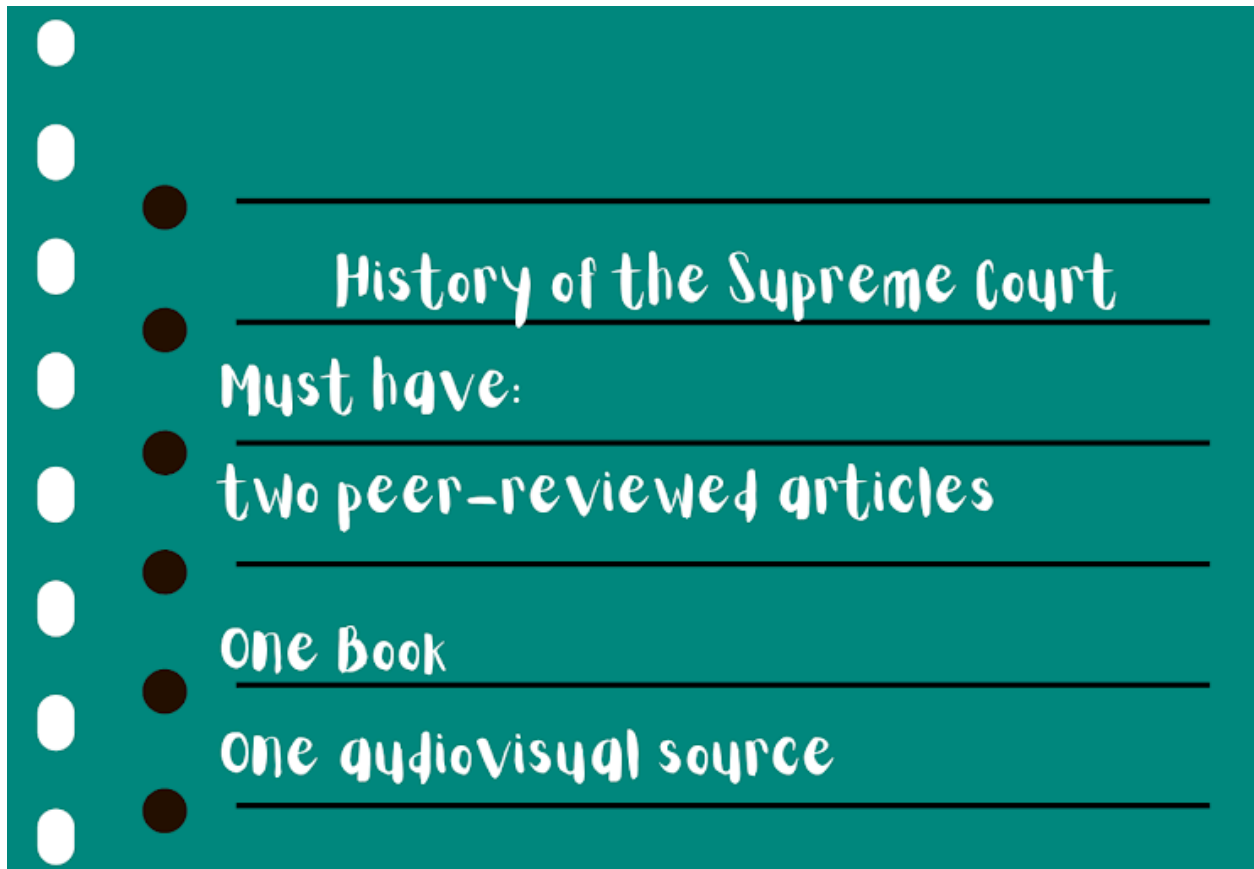 History of the Supreme Court
Must have:
two peer-reviewed articles
One Book
One audiovisual source